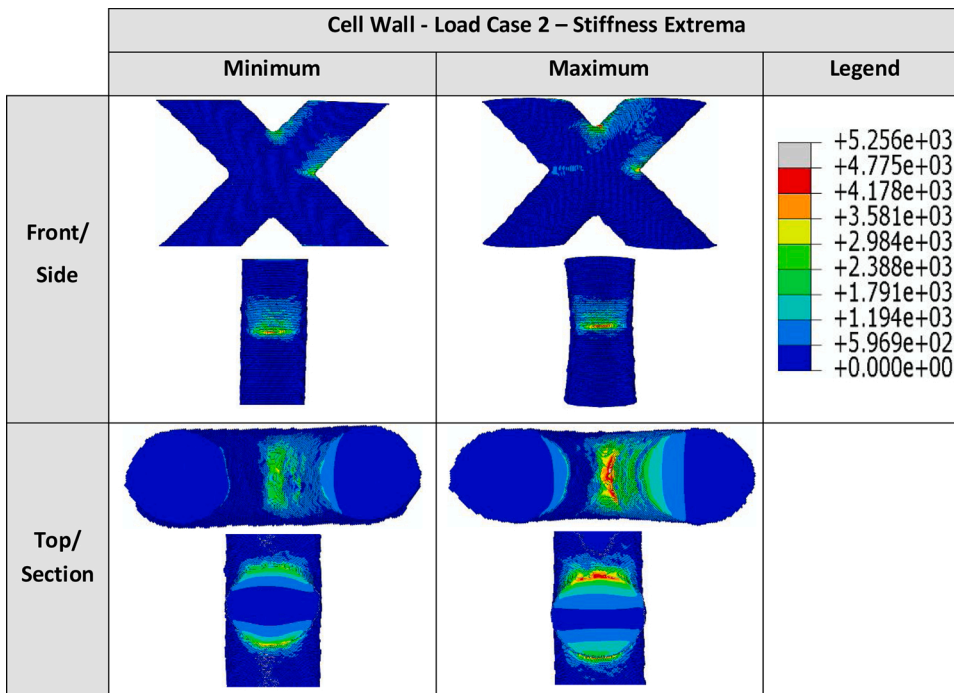 Cell Wall - Load Case 2 – Stiffness Extrema
Minimum
Maximum
Legend
Front/
Side
+5.256e+03
+4.775e+03
+4.178e+03
+3.581e+03
+2.984e+03
+2.388e+03
+1.791e+03
+1.194e+03
+5.969e+02
+0.000e+00
Top/
Section